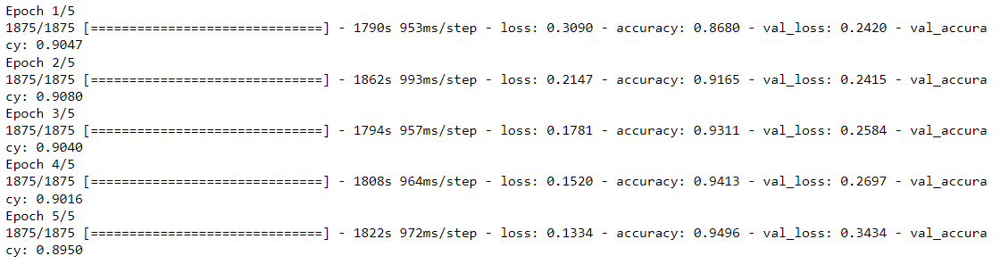 Epoch 1/5
1875/1875 [==============================] - 1790s 953ms/step - loss: 0.3090 - accuracy: 0.8680 - val_loss: 0.2420 - val_accura
cy: 0.9047
Epoch 2/5
1875/1875 [==============================] - 1862s 993ms/step - loss: 0.2147 - accuracy: 0.9165 - val_loss: 0.2415 - val_accura
cy: 0.9080
Epoch 3/5
1875/1875 [==============================] - 1794s 957ms/step - loss: 0.1781 - accuracy: 0.9311 - val_loss: 0.2584 - val_accura
cy: 0.9040
Epoch 4/5
1875/1875 [==============================] - 1808s 964ms/step - loss: 0.1520 - accuracy: 0.9413 - val_loss: 0.2697 - val_accura
cy: 0.9016
Epoch 5/5
1875/1875 [==============================] - 1822s 972ms/step - loss: 0.1334 - accuracy: 0.9496 - val_loss: 0.3434 - val_accura
cy: 0.8950